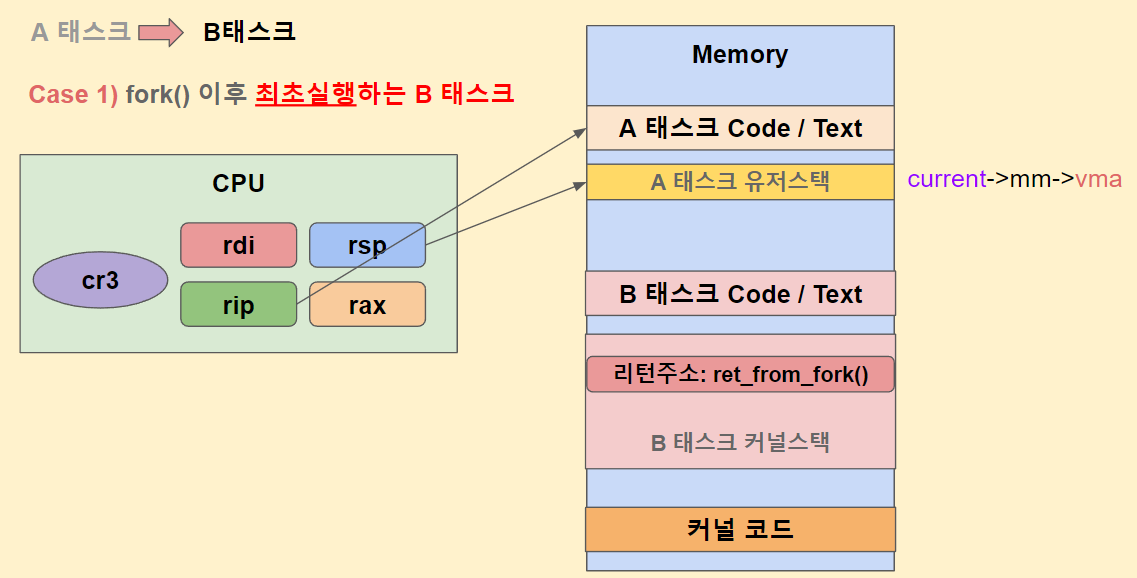 A 태스크 B태스크
Case 1) fork() 이후 최초실행하는 B 태스크
CPU
cr3
rdi
rsp
rip
rax
Memory
A 태스크 Code / Text
A 태스크 유저스택
current->mm->vma
B 태스크 Code / Text
리턴주소: ret_from_fork()
B 태스크 커널스택
커널 코드